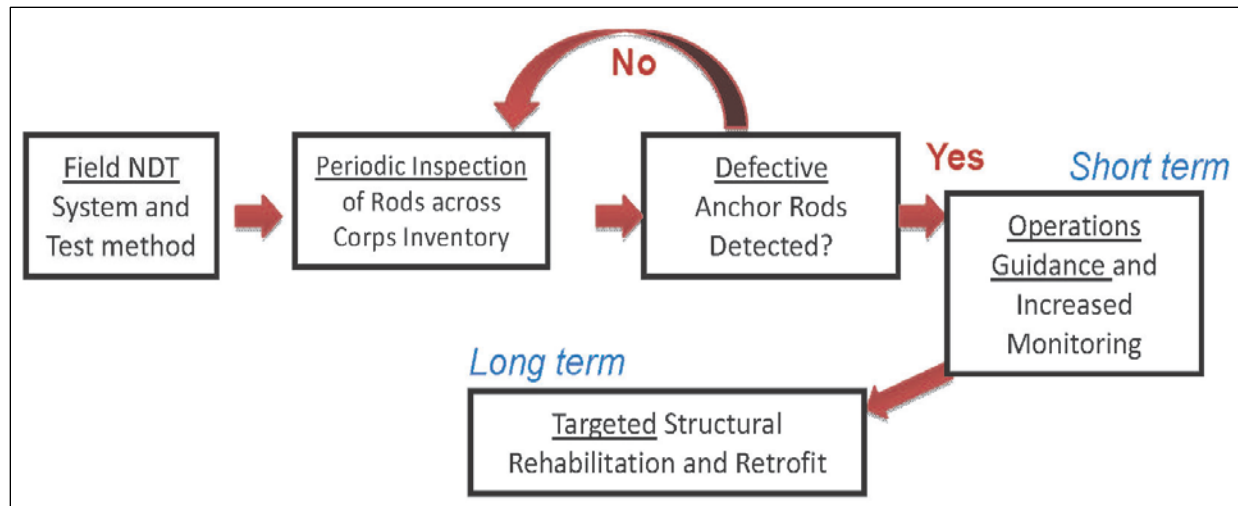 No
Field NDT
System and
Test method
Periodic Inspection
of Rods across
Corps Inventory
Defective
Anchor Rods
Detected?
Yes
Short term
Operations
Guidance and
Increased
Monitoring
Long term
Targeted Structural
Rehabilitation and Retrofit